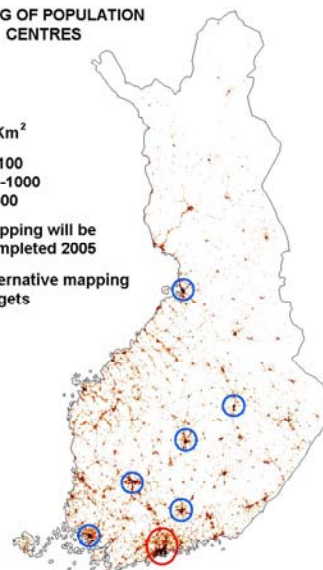 G OF POPULATION
CENTRES
Km²
100
-1000
00
pping will be
mpleted 2005
ernative mapping
gets